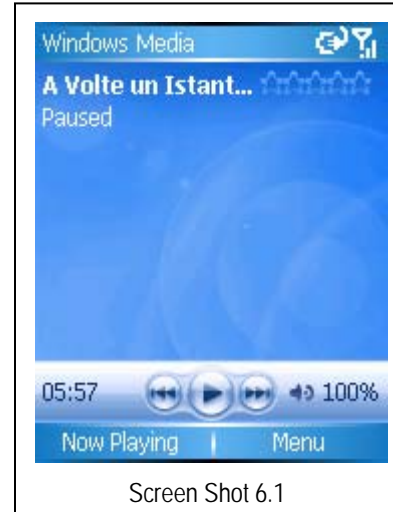 Windows Media
A Volte un Istant...
Paused
05:57 100%
Now Playing Menu
Screen Shot 6.1